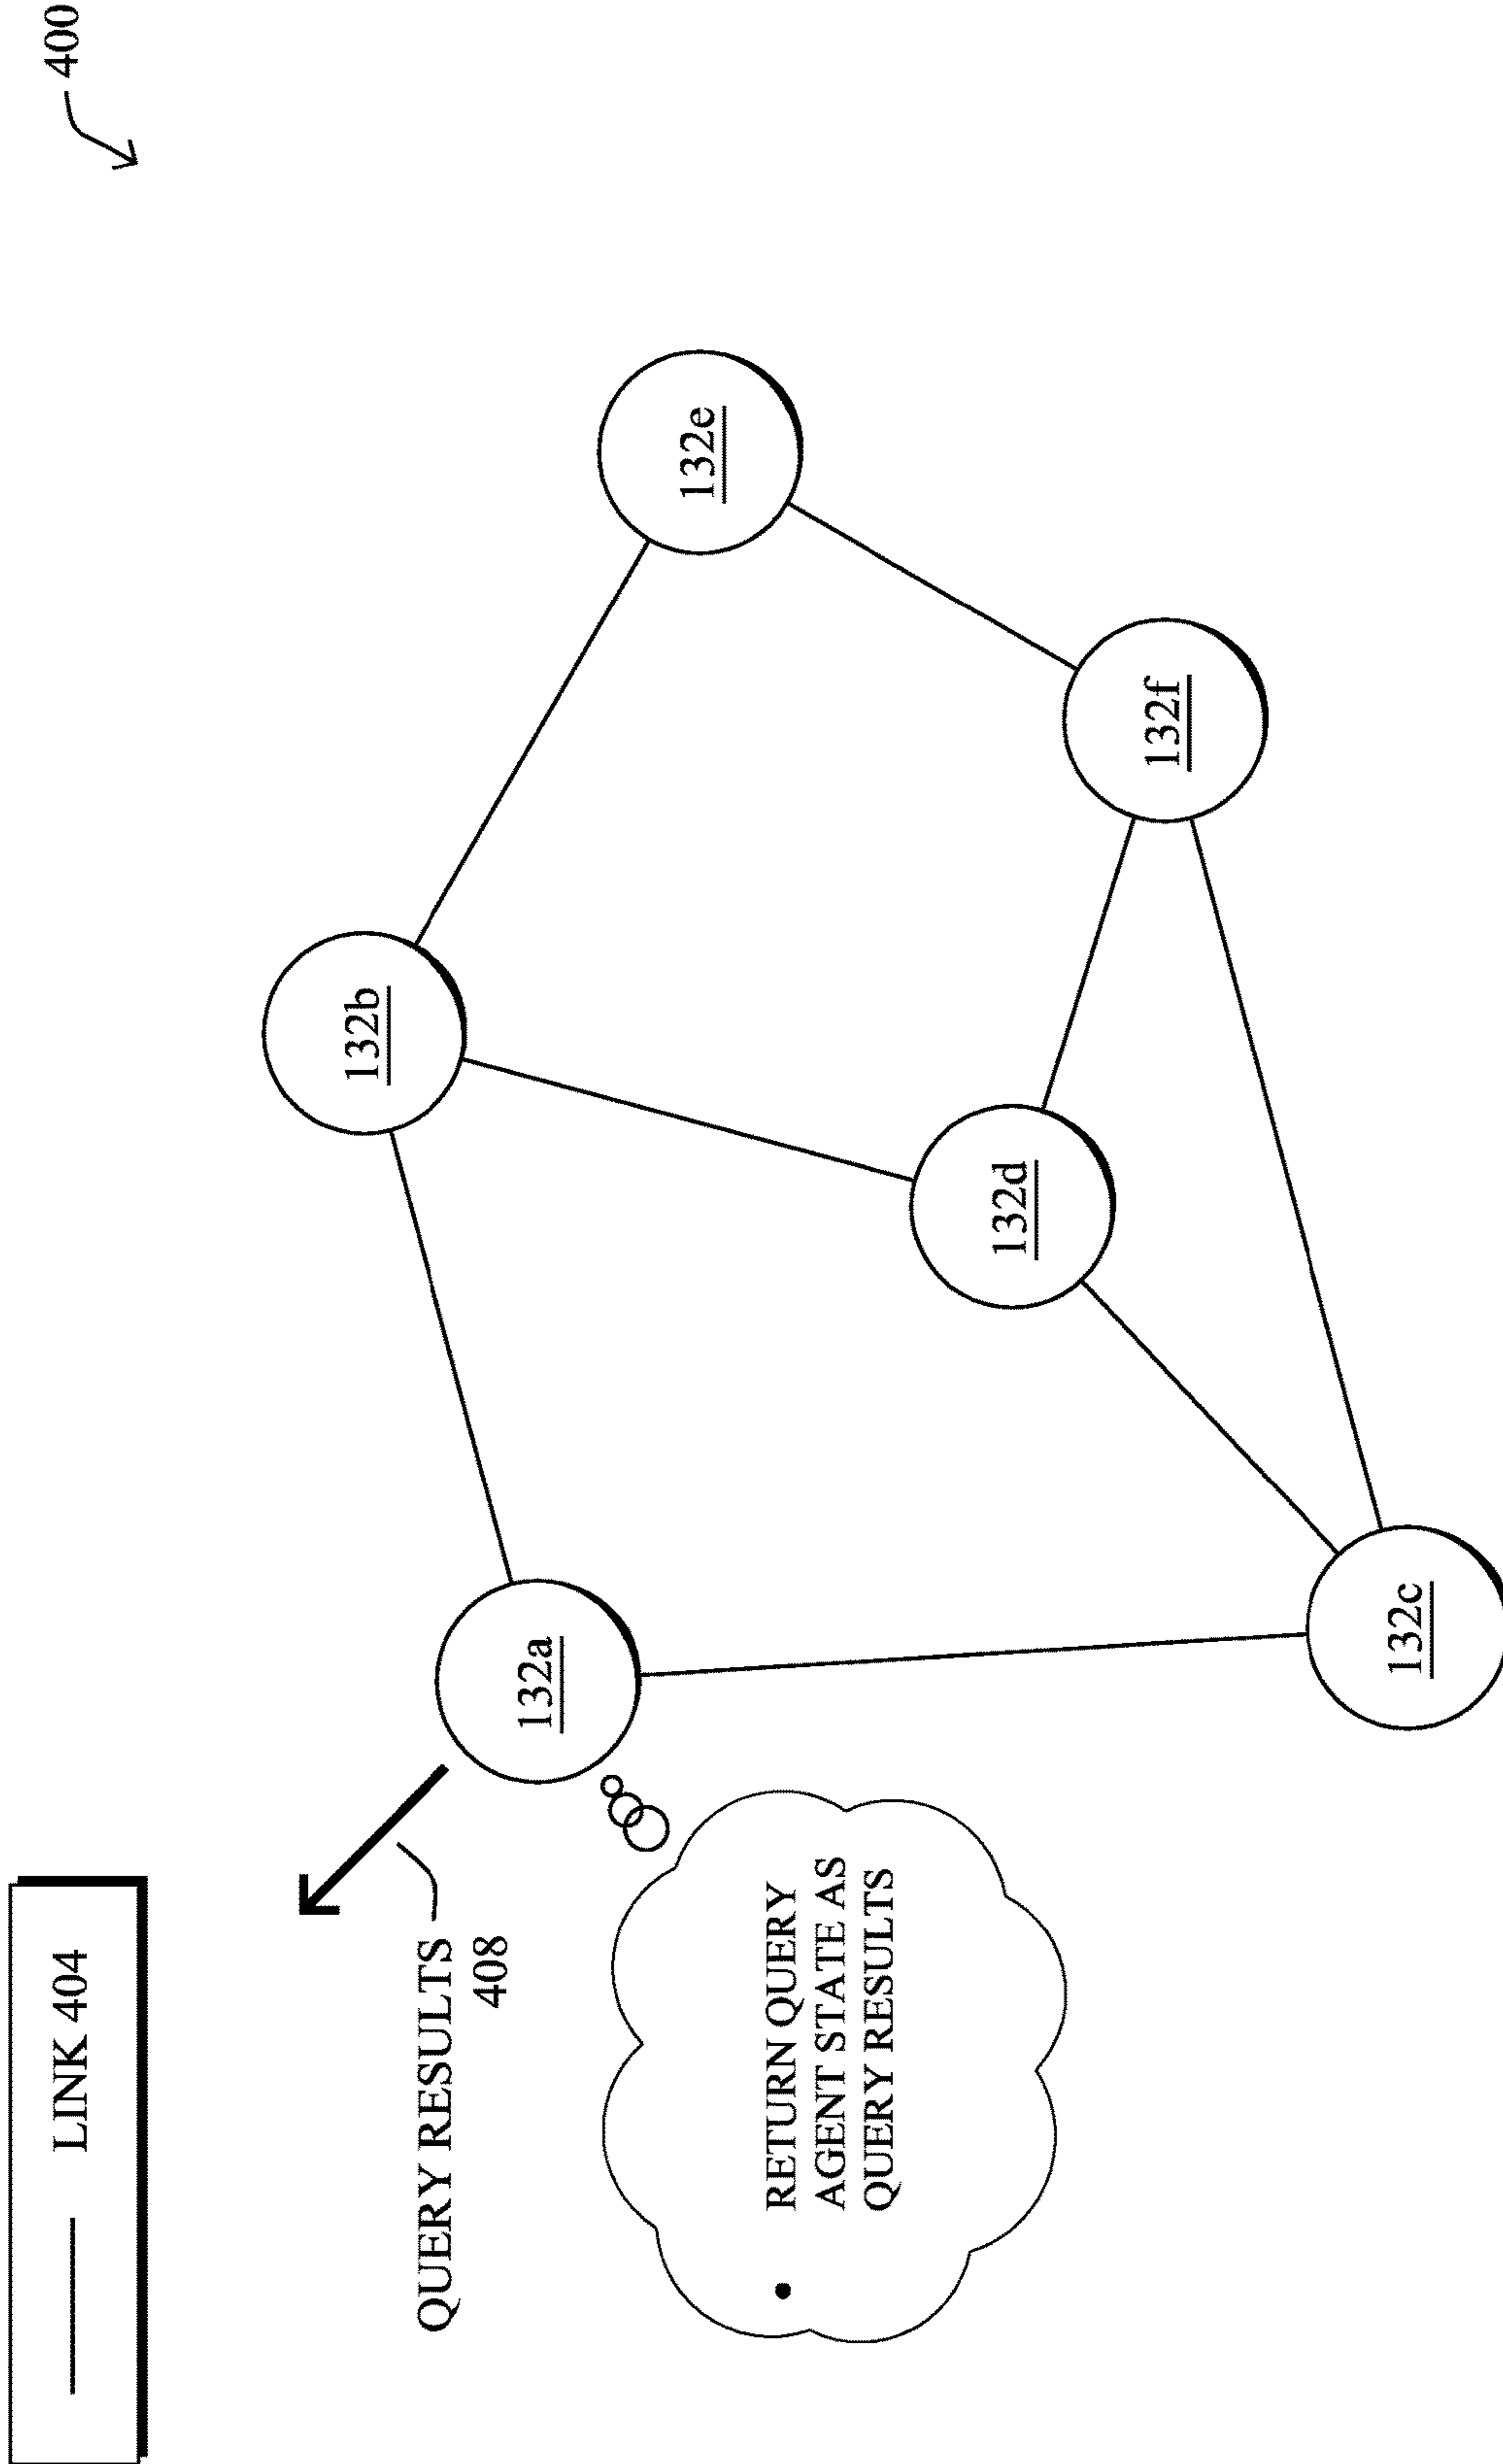 400
LINK 404
QUERY RESULTS
408
RETURN QUERY
AGENT STATE AS
QUERY RESULTS
132a
132b
132c
132d
132e
132f